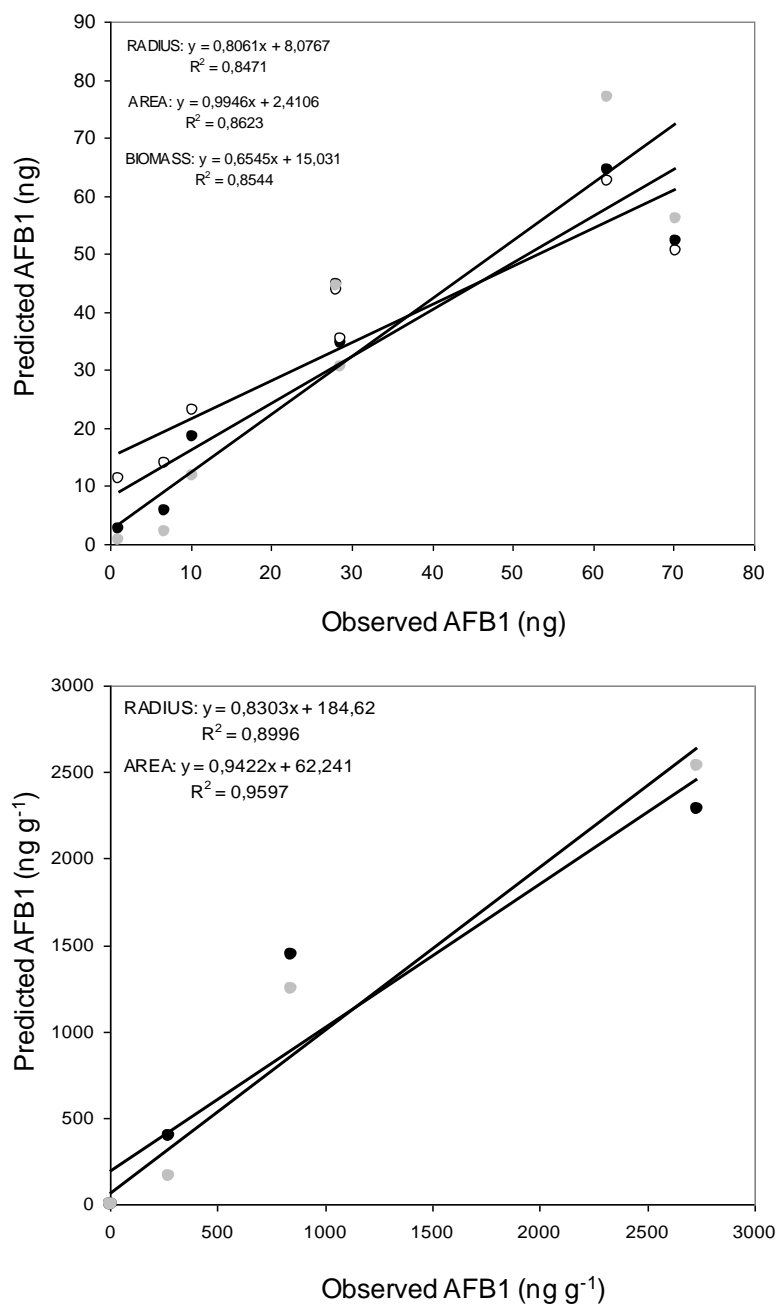 90
80
70
60
50
40
30
20
10
0
Predicted AFB1 (ng)
RADIUS: y = 0,8061x + 8,0767
R² = 0,8471
AREA: y = 0,9946x + 2,4106
R² = 0,8623
BIOMASS: y = 0,6545x + 15,031
R² = 0,8544
0 10 20 30 40 50 60 70 80
Observed AFB1 (ng)
3000
2500
2000
1500
1000
500
0
Predicted AFB1 (ng g⁻¹)
RADIUS: y = 0,8303x + 184,62
R² = 0,8996
AREA: y = 0,9422x + 62,241
R² = 0,9597
0 500 1000 1500 2000 2500 3000
Observed AFB1 (ng g⁻¹)